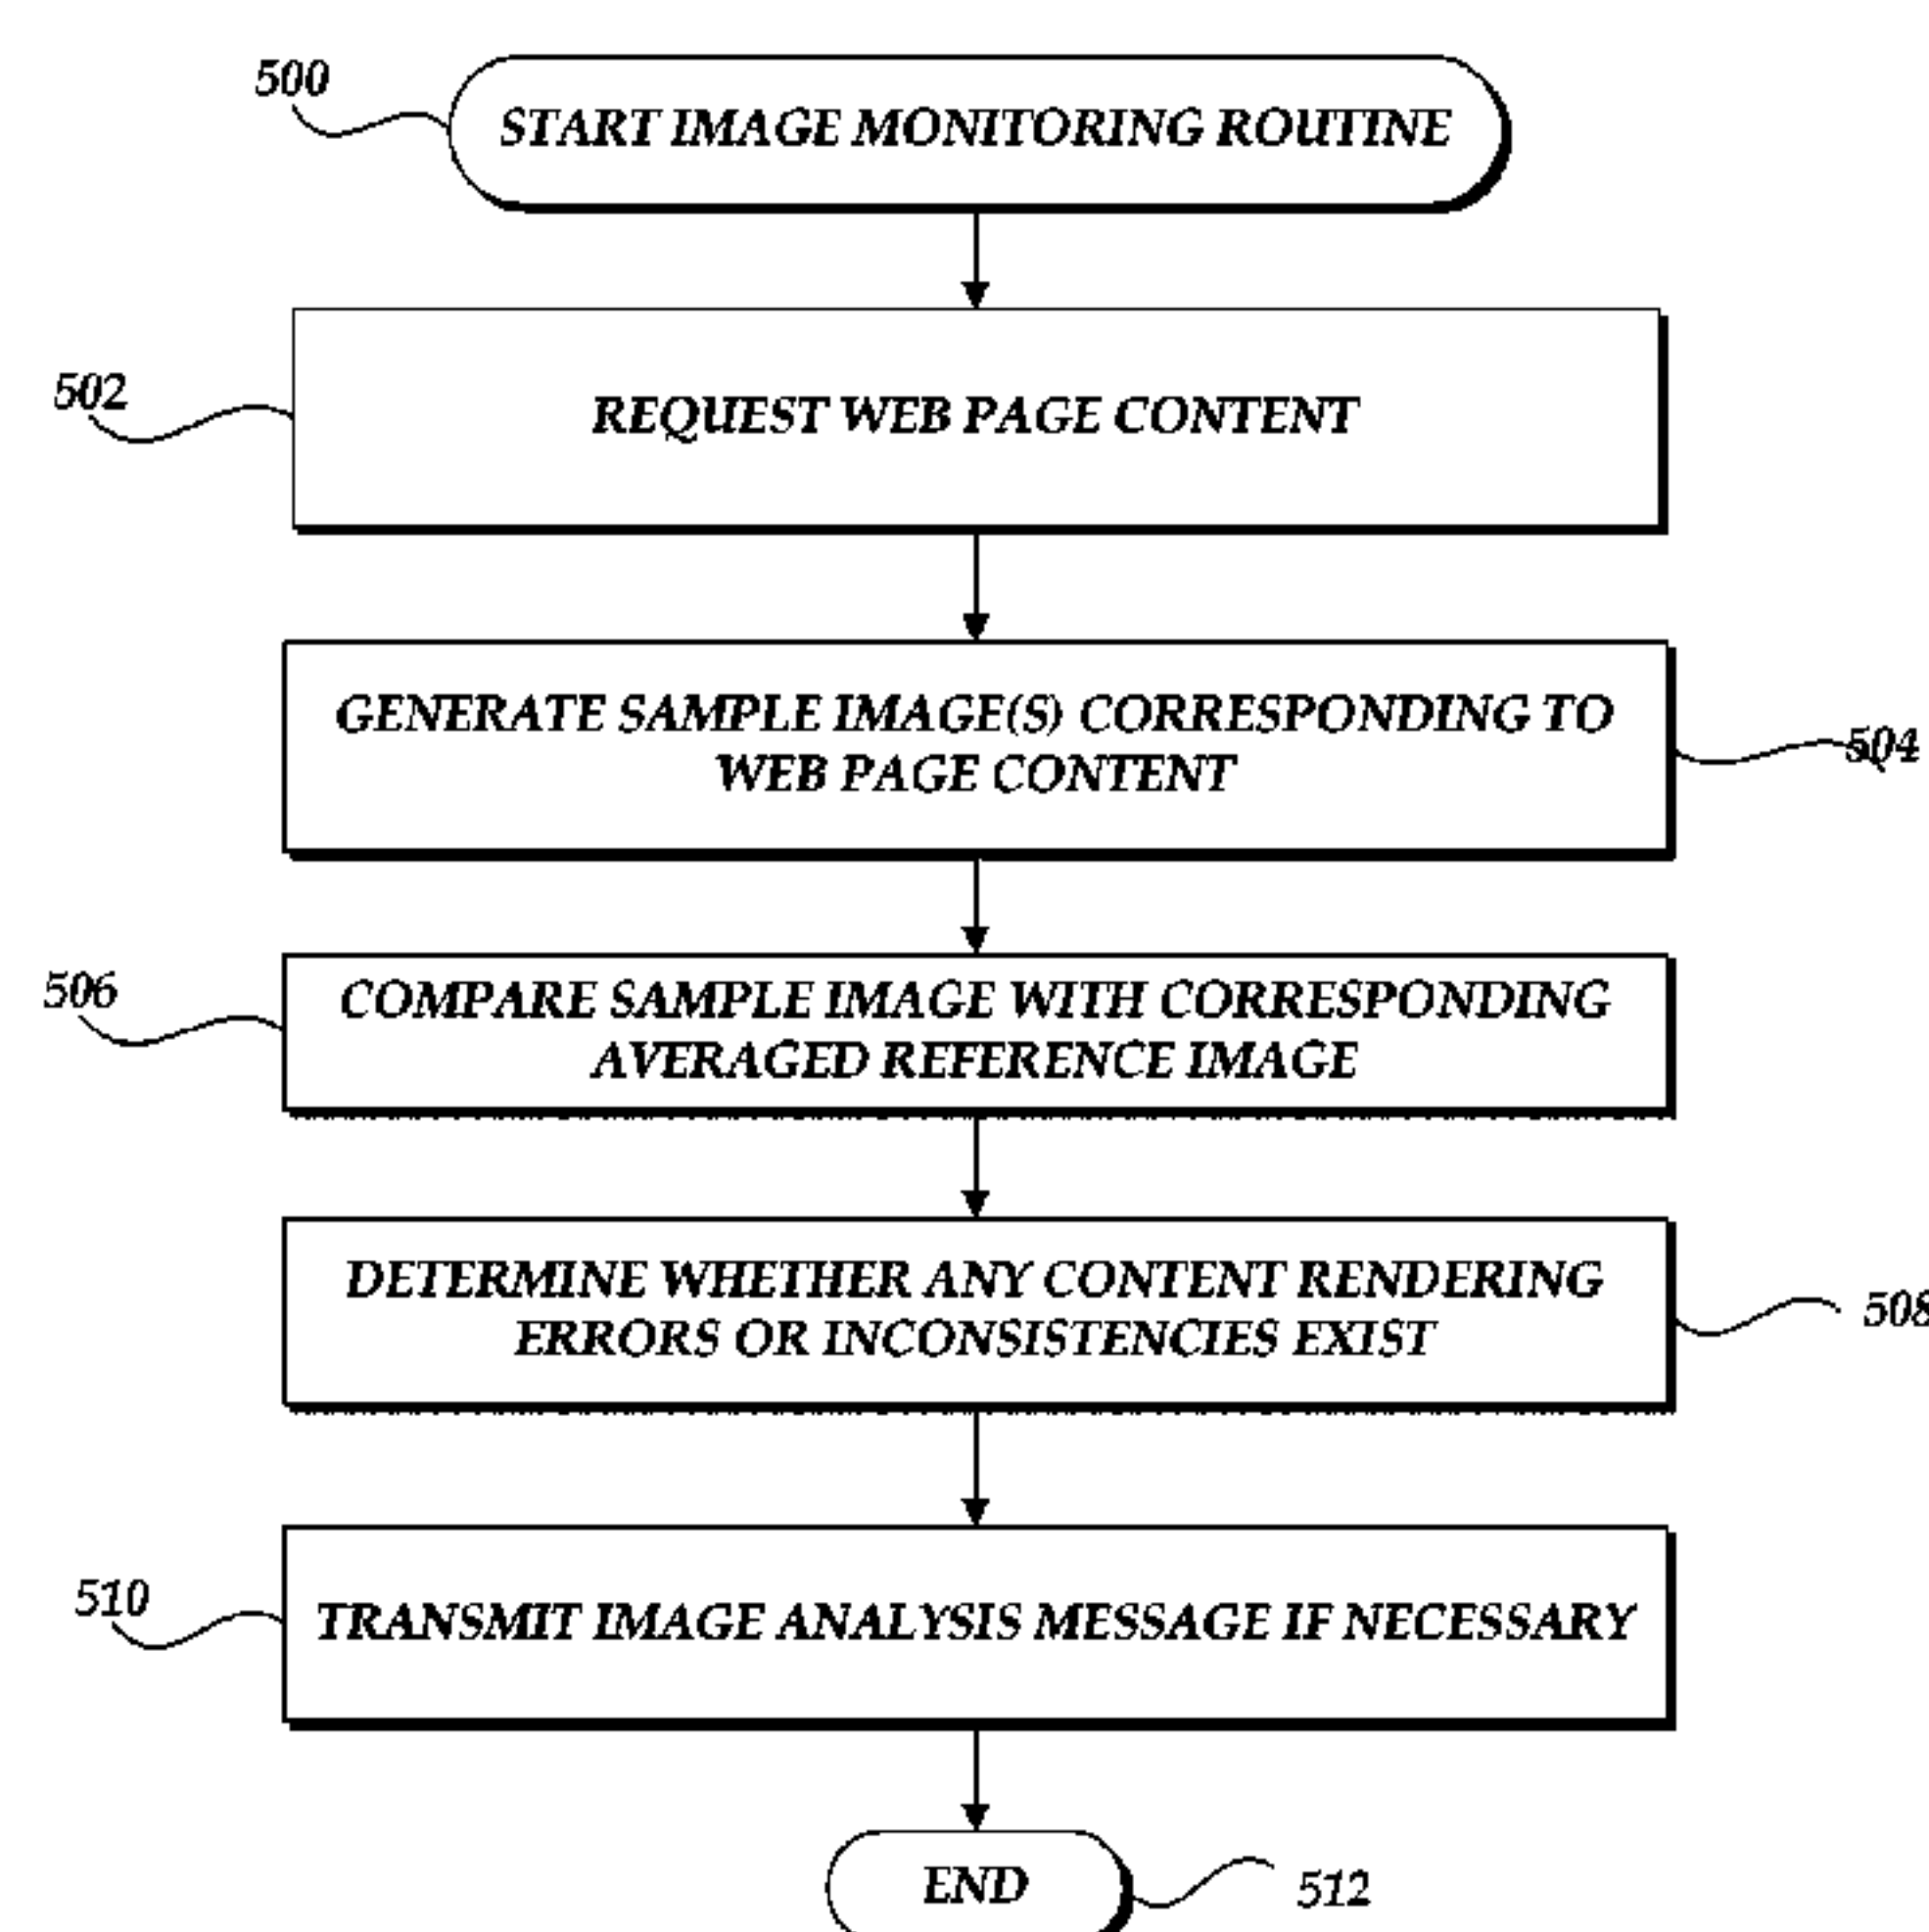 500
START IMAGE MONITORING ROUTINE
502
REQUEST WEB PAGE CONTENT
GENERATE SAMPLE IMAGE(S) CORRESPONDING TO
WEB PAGE CONTENT
504
506
COMPARE SAMPLE IMAGE WITH CORRESPONDING
AVERAGED REFERENCE IMAGE
DETERMINE WHETHER ANY CONTENT RENDERING
ERRORS OR INCONSISTENCIES EXIST
508
510
TRANSMIT IMAGE ANALYSIS MESSAGE IF NECESSARY
END
512